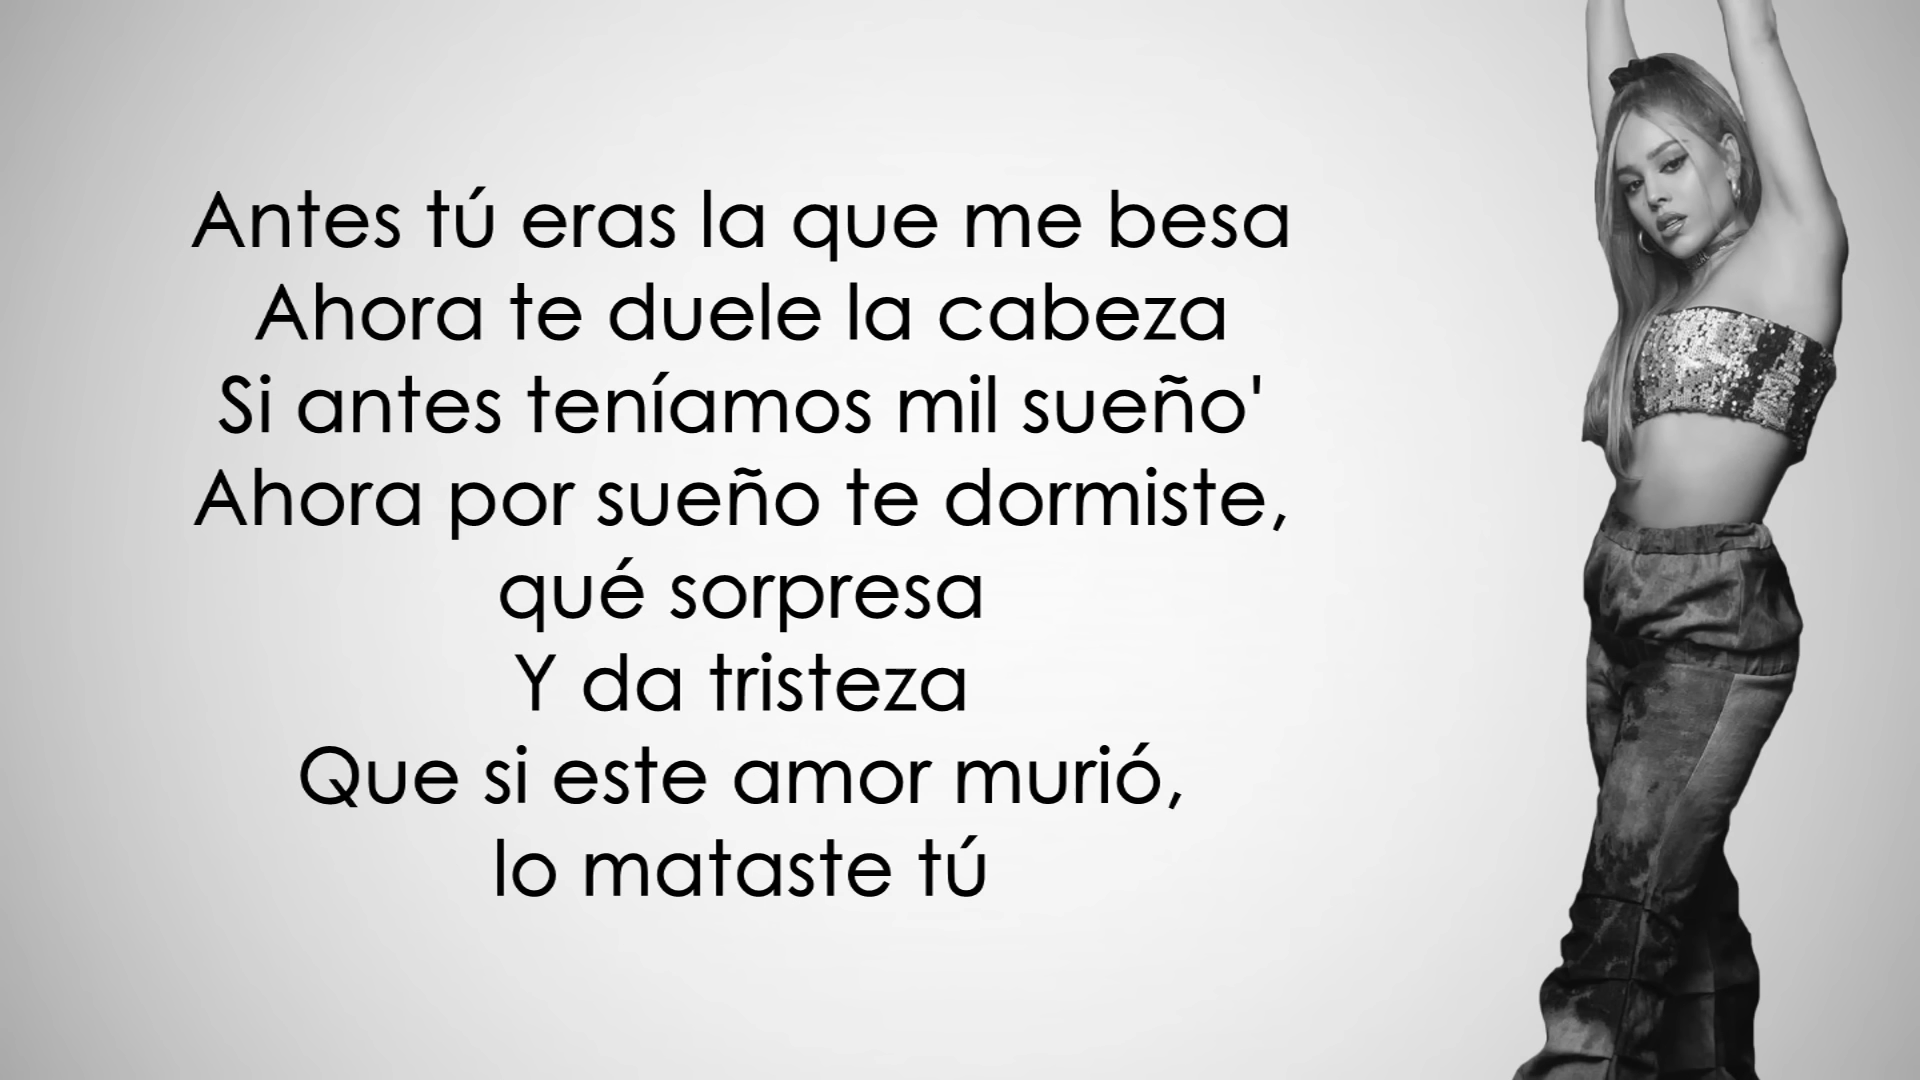 Antes tú eras la que me besa
Ahora te duele la cabeza
Si antes teníamos mil sueño'
Ahora por sueño te dormiste,
qué sorpresa
Y da tristeza
Que si este amor murió,
lo mataste tú